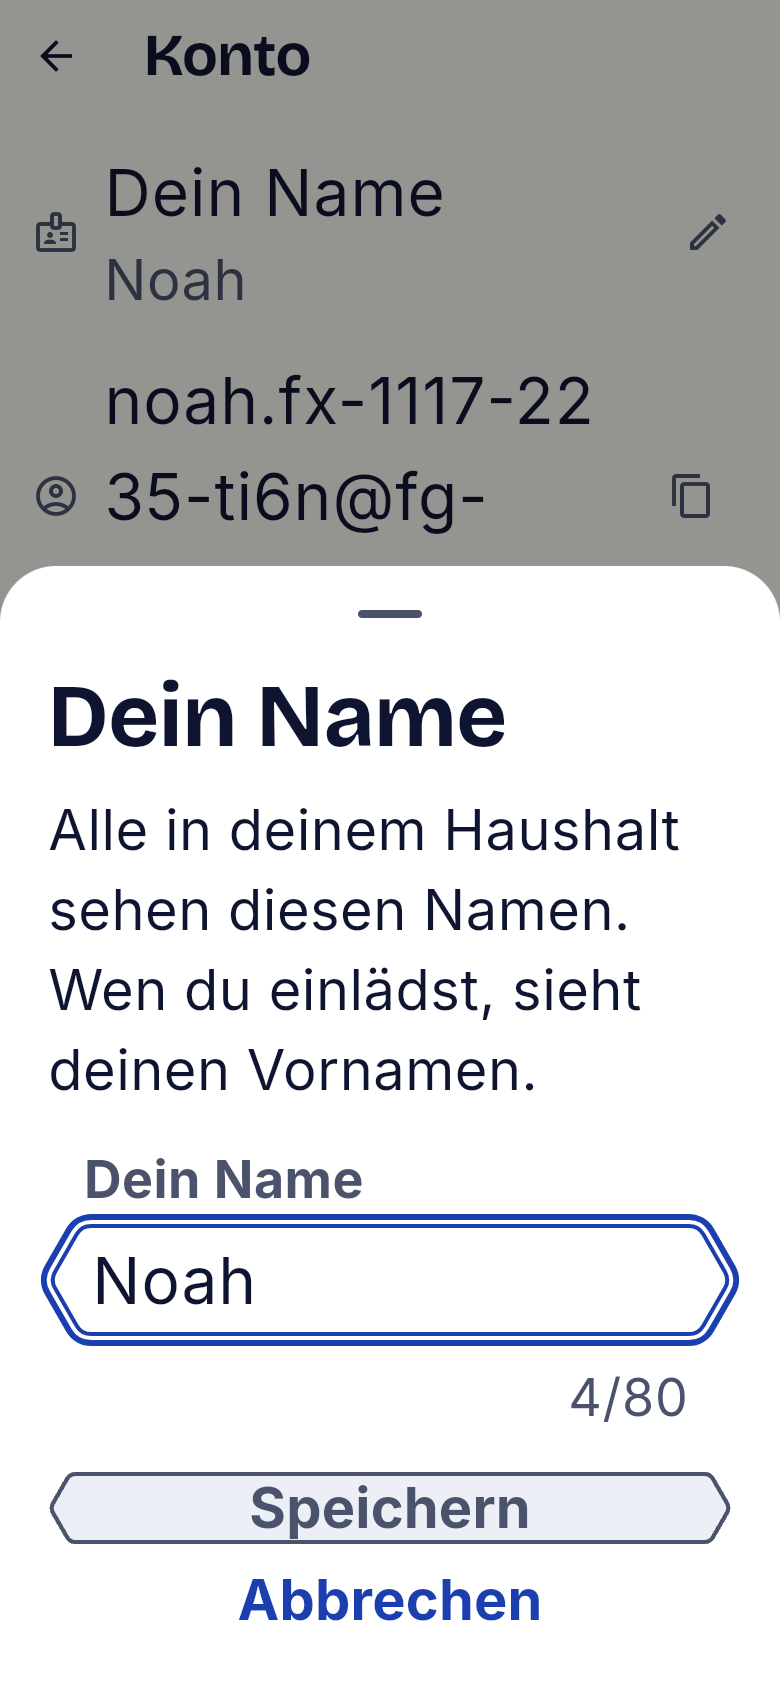 Konto
Dein Name
Noah
noah.fx-1117-22
35-ti6n@fg-
Dein Name
Alle in deinem Haushalt
sehen diesen Namen.
Wen du einlädst, sieht
deinen Vornamen.
Dein Name
Noah
4/80
Speichern
Abbrechen